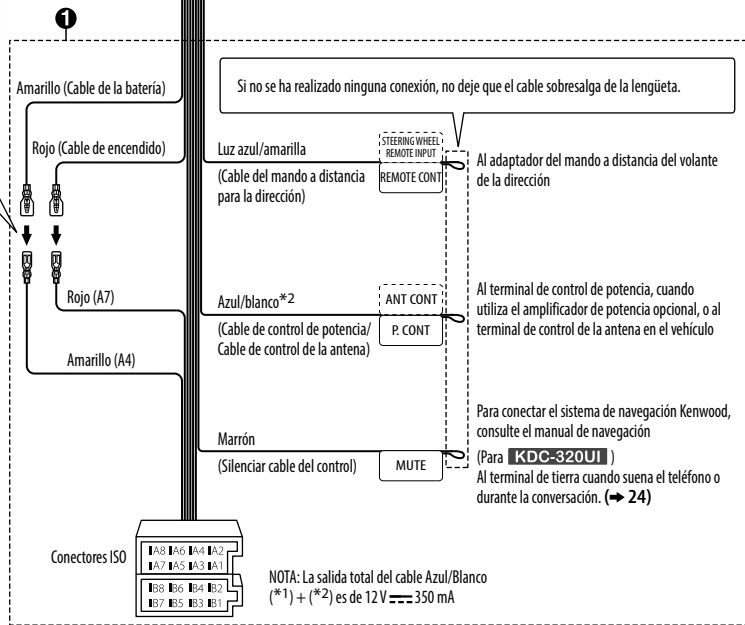 1
Amarillo (Cable de la batería)
Si no se ha realizado ninguna conexión, no deje que el cable sobresalga de la lengüeta.
Rojo (Cable de encendido)
Luz azul/amarilla
(Cable del mando a distancia
para la dirección)
STEERING WHEEL
REMOTE INPUT
REMOTE CONT
Al adaptador del mando a distancia del volante
de la dirección
Rojo (A7)
Azul/blanco*2
(Cable de control de potencia/
Cable de control de la antena)
ANT CONT
P. CONT
Al terminal de control de potencia, cuando
utiliza el amplificador de potencia opcional, o al
terminal de control de la antena en el vehículo
Amarillo (A4)
Marrón
(Silenciar cable del control)
MUTE
Para conectar el sistema de navegación Kenwood,
consulte el manual de navegación
(Para KDC-320UI )
Al terminal de tierra cuando suena el teléfono o
durante la conversación. (➜ 24)
Conectores ISO
A8 A6 A4 A2
A7 A5 A3 A1
B8 B6 B4 B2
B7 B5 B3 B1
NOTA: La salida total del cable Azul/Blanco
(*1) + (*2) es de 12 V ⎓ 350 mA